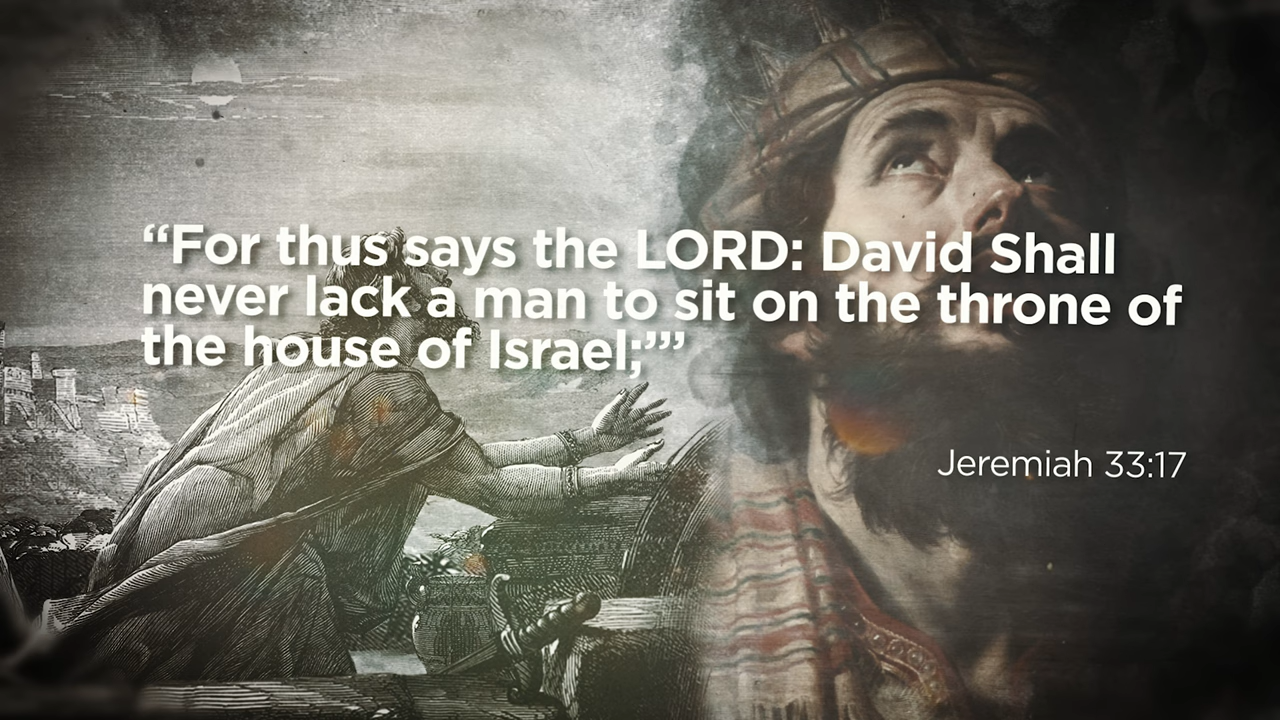 “For thus says the LORD: David Shall
never lack a man to sit on the throne of
the house of Israel;’”
Jeremiah 33:17